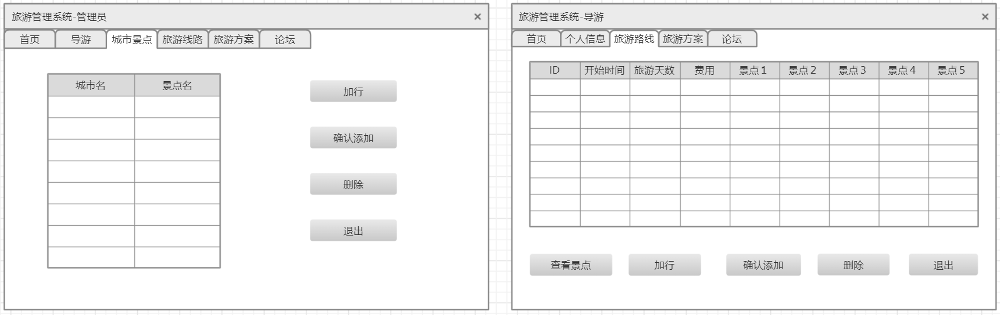 旅游管理系统-管理员 ×
首页 导游 城市景点 旅游线路 旅游方案 论坛
城市名 景点名
加行
确认添加
删除
退出
旅游管理系统-导游 ×
首页 个人信息 旅游路线 旅游方案 论坛
ID 开始时间 旅游天数 费用 景点1 景点2 景点3 景点4 景点5
查看景点 加行 确认添加 删除 退出